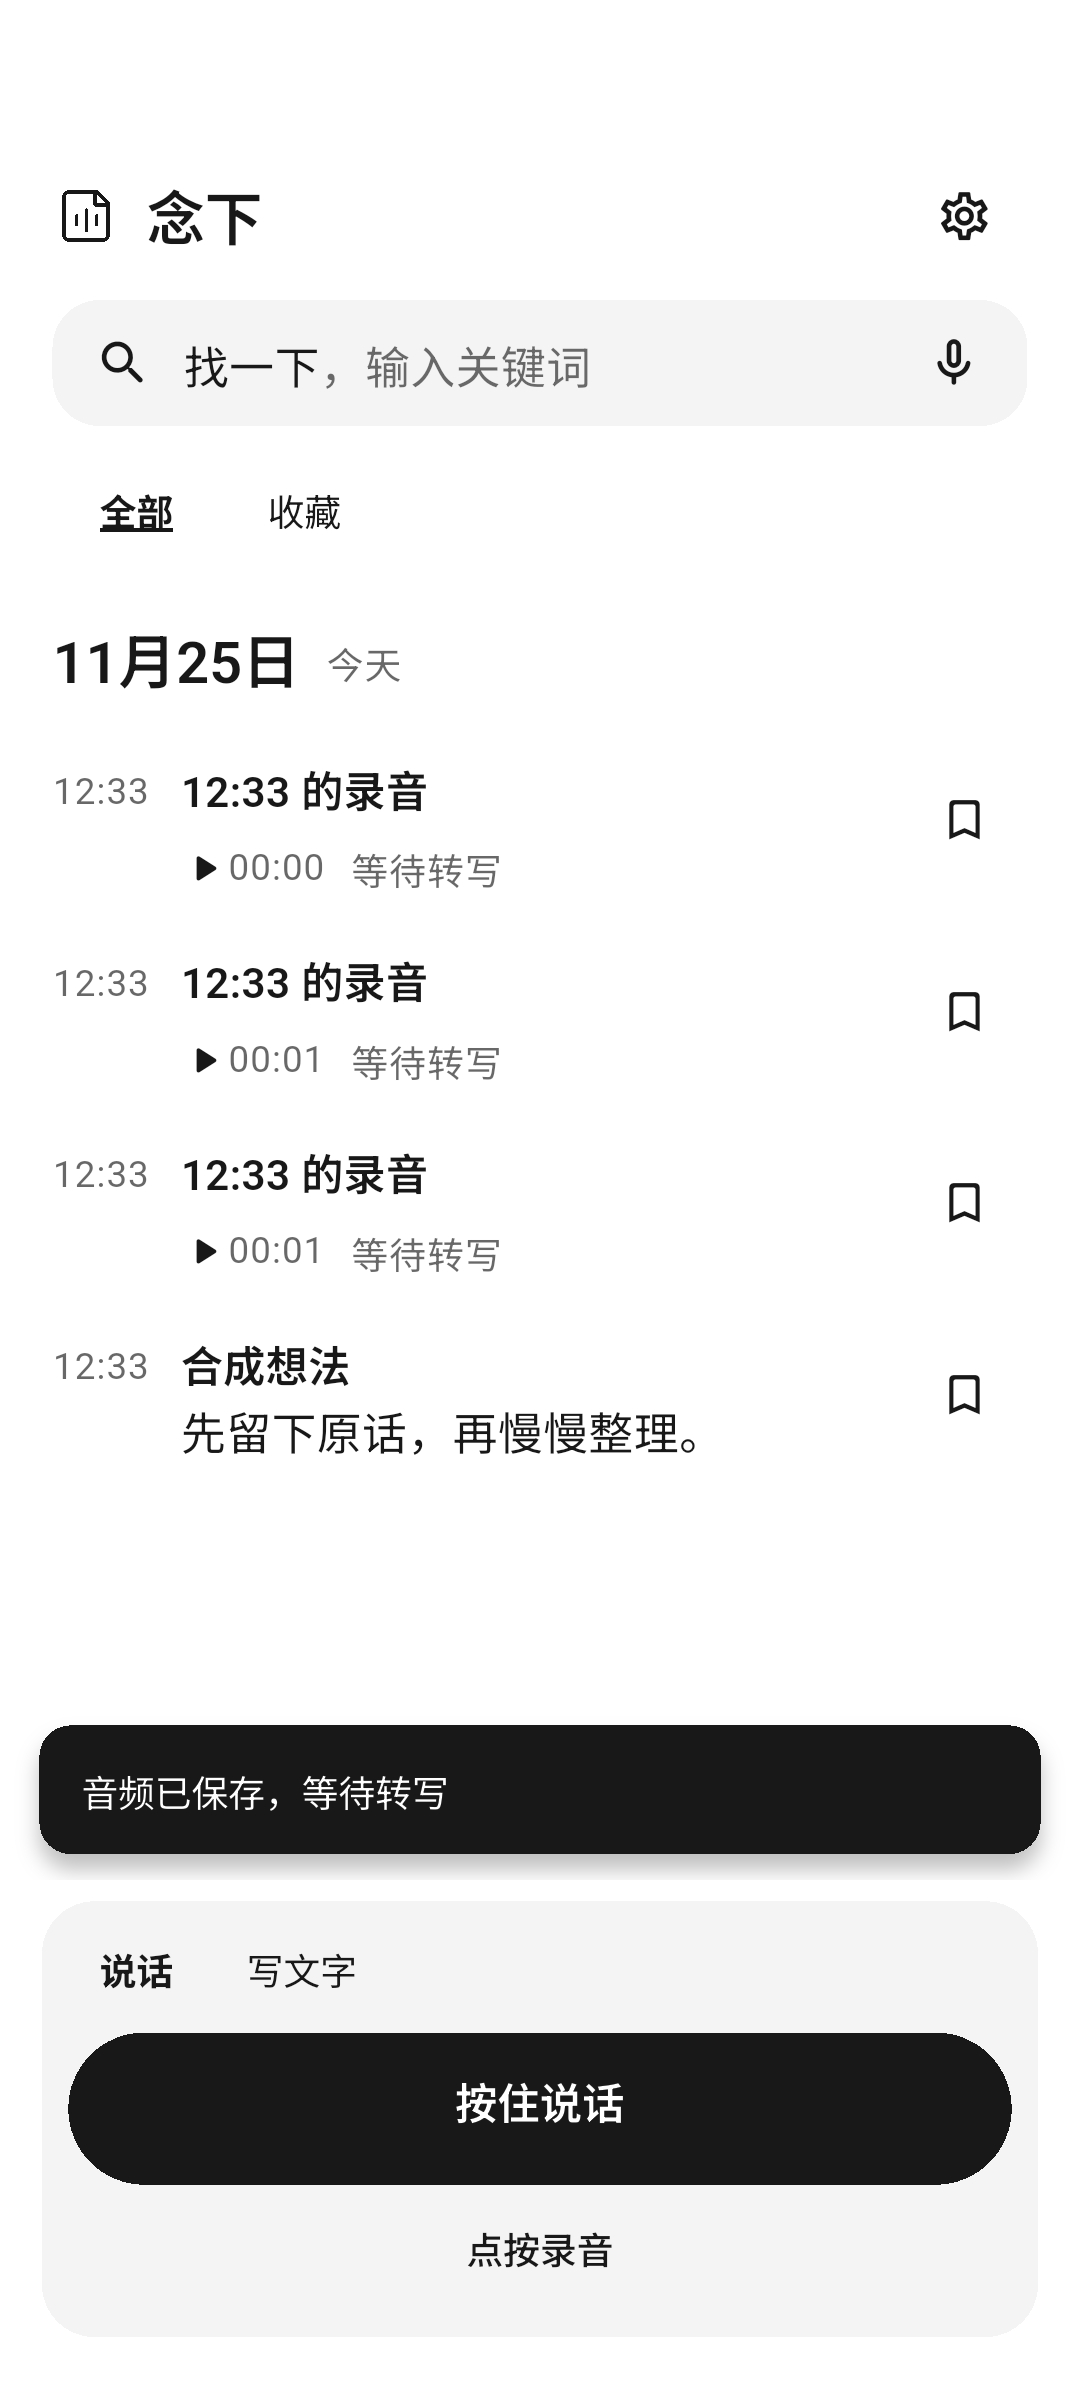 念下
找一下，输入关键词
全部 收藏
11月25日 今天
12:33 12:33 的录音
00:00 等待转写
12:33 12:33 的录音
00:01 等待转写
12:33 12:33 的录音
00:01 等待转写
12:33 合成想法
先留下原话，再慢慢整理。
音频已保存，等待转写
说话 写文字
按住说话
点按录音